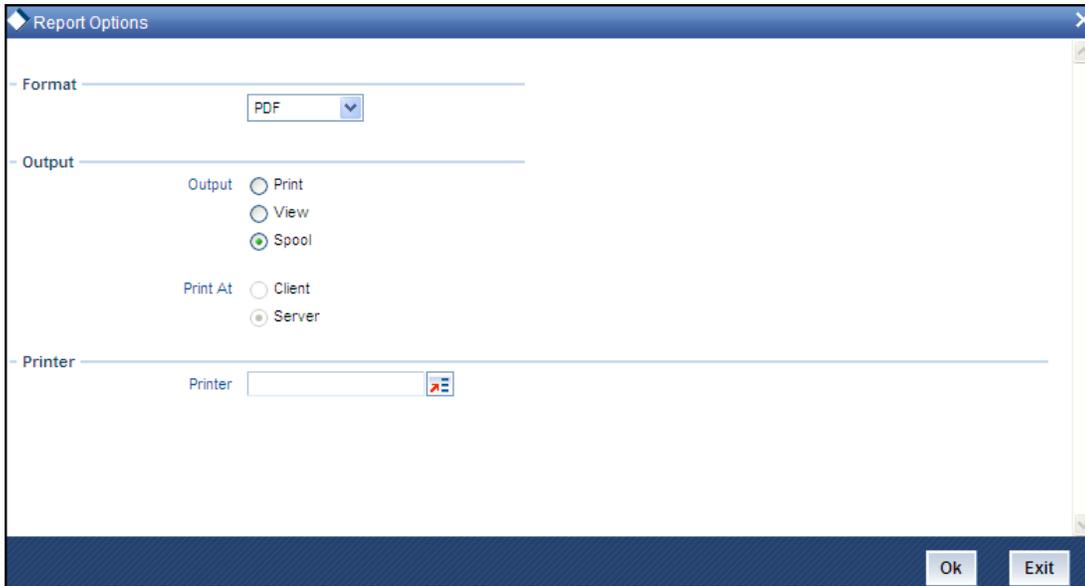 Report Options
Format
PDF
Output
Output Print
View
Spool
Print At Client
Server
Printer
Printer
Ok Exit